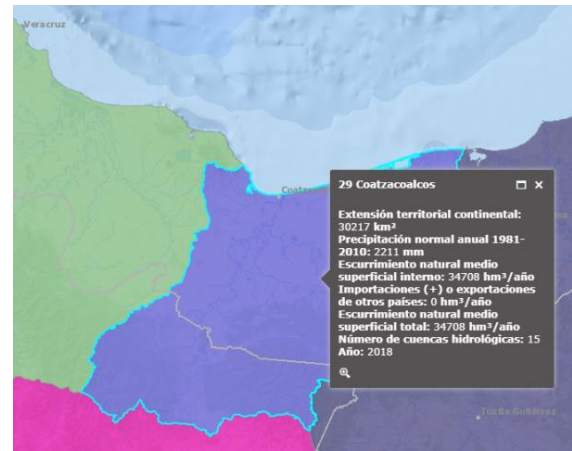 Veracruz
Coatz
29 Coatzacoalcos
Extensión territorial continental:
30217 km²
Precipitación normal anual 1981-
2010: 2211 mm
Escurrimiento natural medio
superficial interno: 34708 hm³/año
Importaciones (+) o exportaciones
de otros países: 0 hm³/año
Escurrimiento natural medio
superficial total: 34708 hm³/año
Número de cuencas hidrológicas: 15
Año: 2018
Tuxtla Gutiérrez